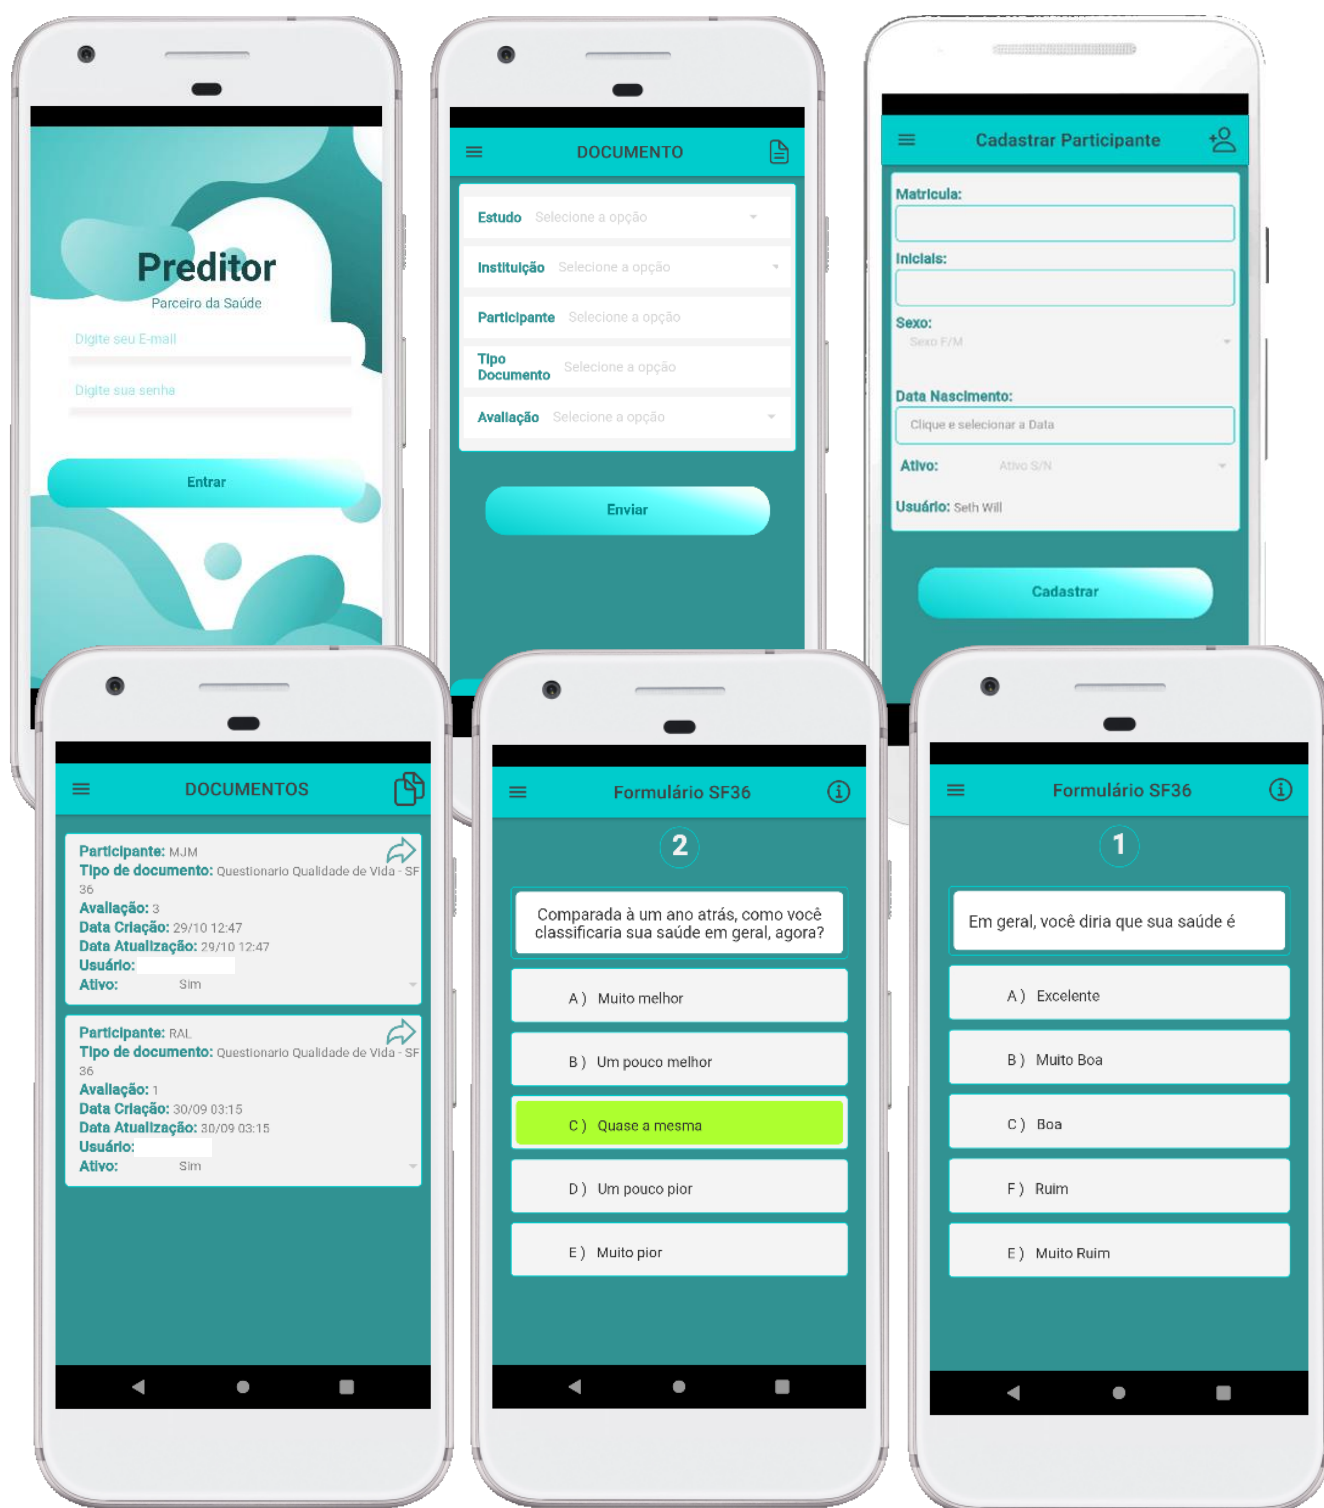 Preditor
Parceiro da Saúde
Digite seu E-mail
Digite sua senha
Entrar
DOCUMENTO
Estudo Selecione a opção
Instituição Selecione a opção
Participante Selecione a opção
Tipo
Documento Selecione a opção
Avaliação Selecione a opção
Enviar
Cadastrar Participante
Matricula:
Iniciais:
Sexo:
Sexo F/M
Data Nascimento:
Clique e selecionar a Data
Ativo: Ativo S/N
Usuário: Seth Will
Cadastrar
DOCUMENTOS
Participante: MJM
Tipo de documento: Questionario Qualidade de Vida - SF
36
Avaliação: 3
Data Criação: 29/10 12:47
Data Atualização: 29/10 12:47
Usuário:
Ativo: Sim
Participante: RAL
Tipo de documento: Questionario Qualidade de Vida - SF
36
Avaliação: 1
Data Criação: 30/09 03:15
Data Atualização: 30/09 03:15
Usuário:
Ativo: Sim
Formulário SF36
2
Comparada à um ano atrás, como você
classificaria sua saúde em geral, agora?
A ) Muito melhor
B ) Um pouco melhor
C ) Quase a mesma
D ) Um pouco pior
E ) Muito pior
Formulário SF36
1
Em geral, você diria que sua saúde é
A ) Excelente
B ) Muito Boa
C ) Boa
F ) Ruim
E ) Muito Ruim